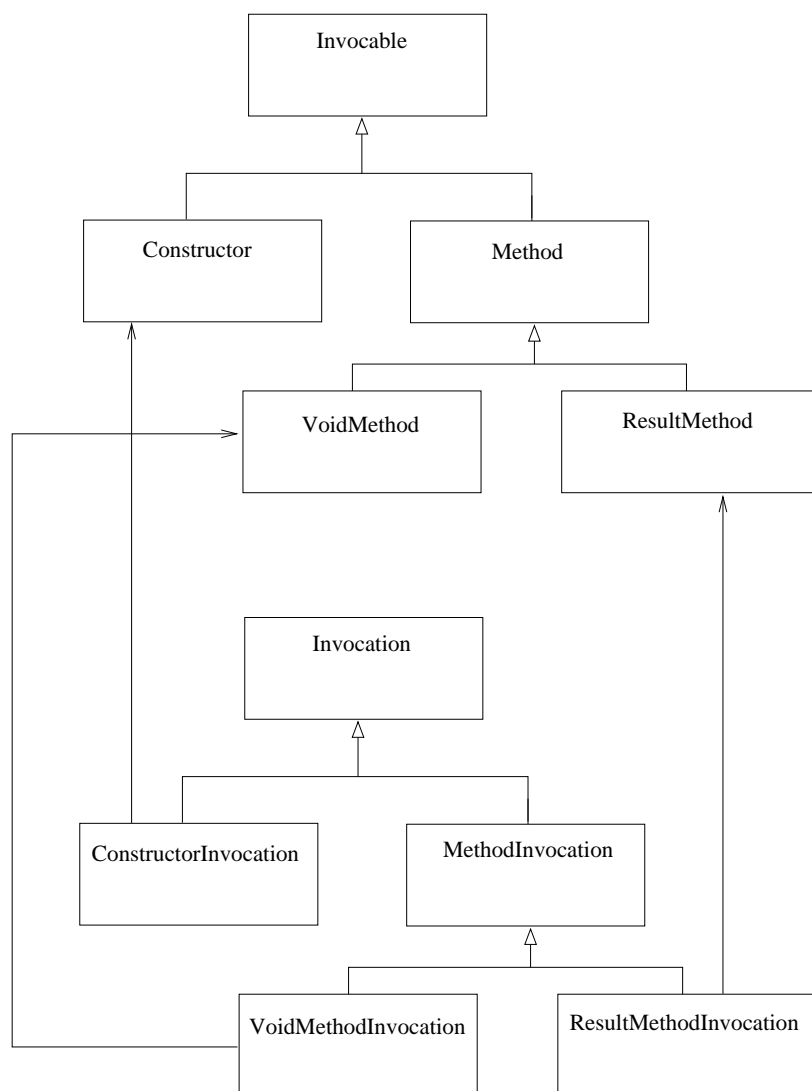 Invocable
Constructor
Method
VoidMethod
ResultMethod
Invocation
ConstructorInvocation
MethodInvocation
VoidMethodInvocation
ResultMethodInvocation